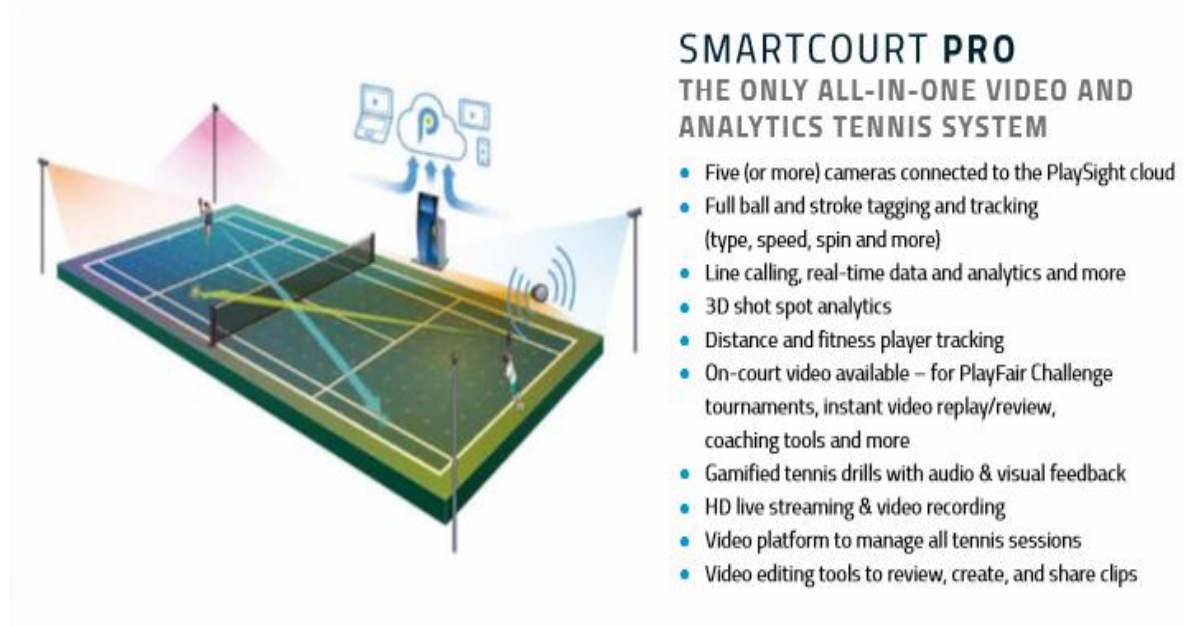 SMARTCOURT PRO
THE ONLY ALL-IN-ONE VIDEO AND
ANALYTICS TENNIS SYSTEM
• Five (or more) cameras connected to the PlaySight cloud
• Full ball and stroke tagging and tracking
(type, speed, spin and more)
• Line calling, real-time data and analytics and more
• 3D shot spot analytics
• Distance and fitness player tracking
• On-court video available – for PlayFair Challenge
tournaments, instant video replay/review,
coaching tools and more
• Gamified tennis drills with audio & visual feedback
• HD live streaming & video recording
• Video platform to manage all tennis sessions
• Video editing tools to review, create, and share clips